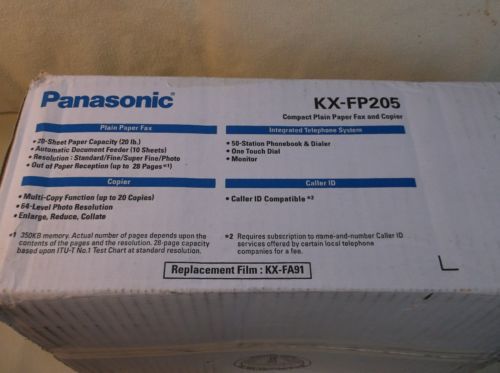 Panasonic
KX-FP205
Compact Plain Paper Fax and Copier
Plain Paper Fax
• 20-Sheet Paper Capacity (20 lb.)
• Automatic Document Feeder (10 Sheets)
• Resolution : Standard/Fine/Super Fine/Photo
• Out of Paper Reception (up to 28 Pages*1)
Integrated Telephone System
• 50-Station Phonebook & Dialer
• One Touch Dial
• Monitor
Copier
• Multi-Copy Function (up to 20 Copies)
• 64-Level Photo Resolution
• Enlarge, Reduce, Collate
Caller ID
• Caller ID Compatible *2
*1 350KB memory. Actual number of pages depends upon the
contents of the pages and the resolution. 28-page capacity
based upon ITU-T No.1 Test Chart at standard resolution.
*2 Requires subscription to name-and-number Caller ID
services offered by certain local telephone
companies for a fee.
Replacement Film : KX-FA91